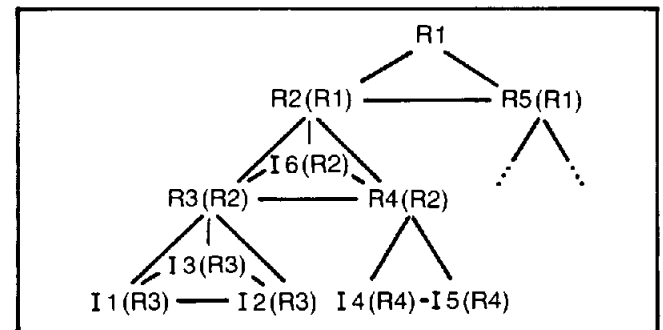 R1
R2(R1) R5(R1)
I6(R2)
R3(R2) R4(R2)
I3(R3)
I1(R3) I2(R3) I4(R4) I5(R4)